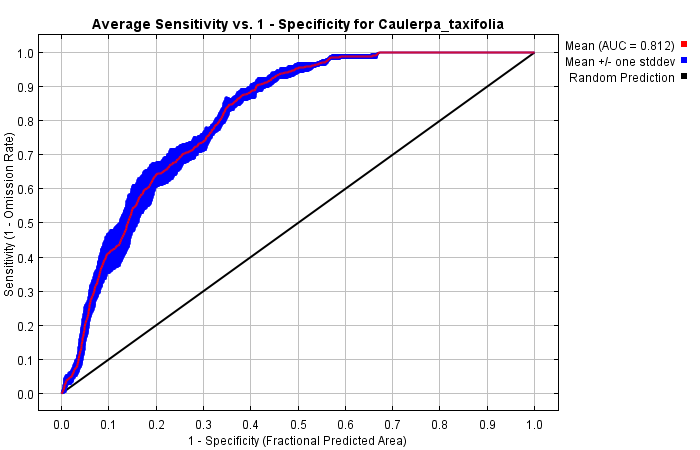 Average Sensitivity vs. 1 - Specificity for Caulerpa_taxifolia
Mean (AUC = 0.812)
Mean +/- one stddev
Random Prediction
Sensitivity (1 - Omission Rate)
1.0
0.9
0.8
0.7
0.6
0.5
0.4
0.3
0.2
0.1
0.0
0.0 0.1 0.2 0.3 0.4 0.5 0.6 0.7 0.8 0.9 1.0
1 - Specificity (Fractional Predicted Area)